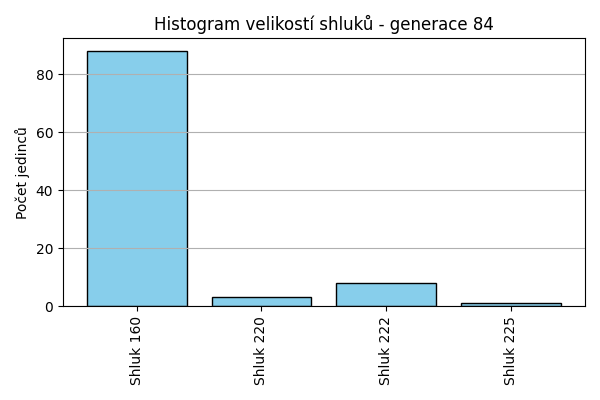 Histogram velikostí shluků - generace 84
Počet jedinců
80
60
40
20
0
Shluk 160
Shluk 220
Shluk 222
Shluk 225